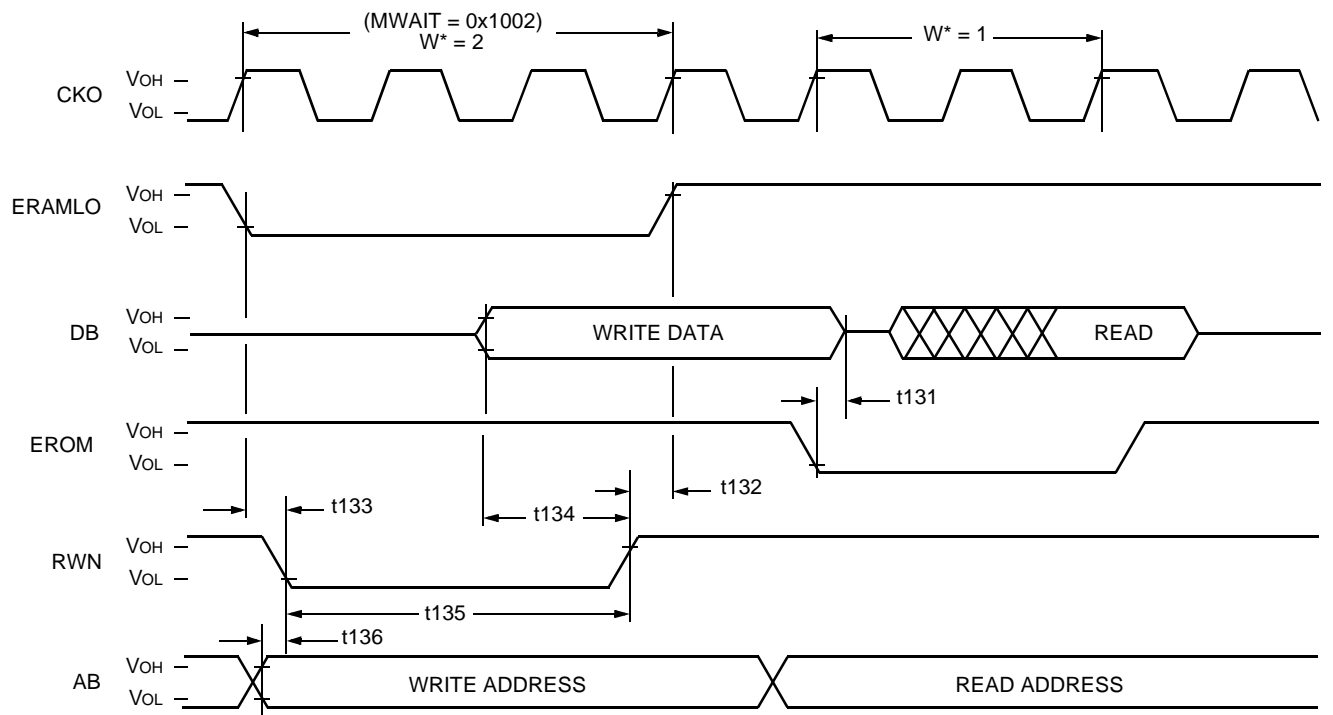 (MWAIT = 0x1002)
W* = 2
W* = 1
CKO
VOH
VOL
ERAMLO
VOH
VOL
DB
VOH
VOL
WRITE DATA
READ
t131
EROM
VOH
VOL
t132
t133
t134
RWN
VOH
VOL
t135
t136
AB
VOH
VOL
WRITE ADDRESS
READ ADDRESS